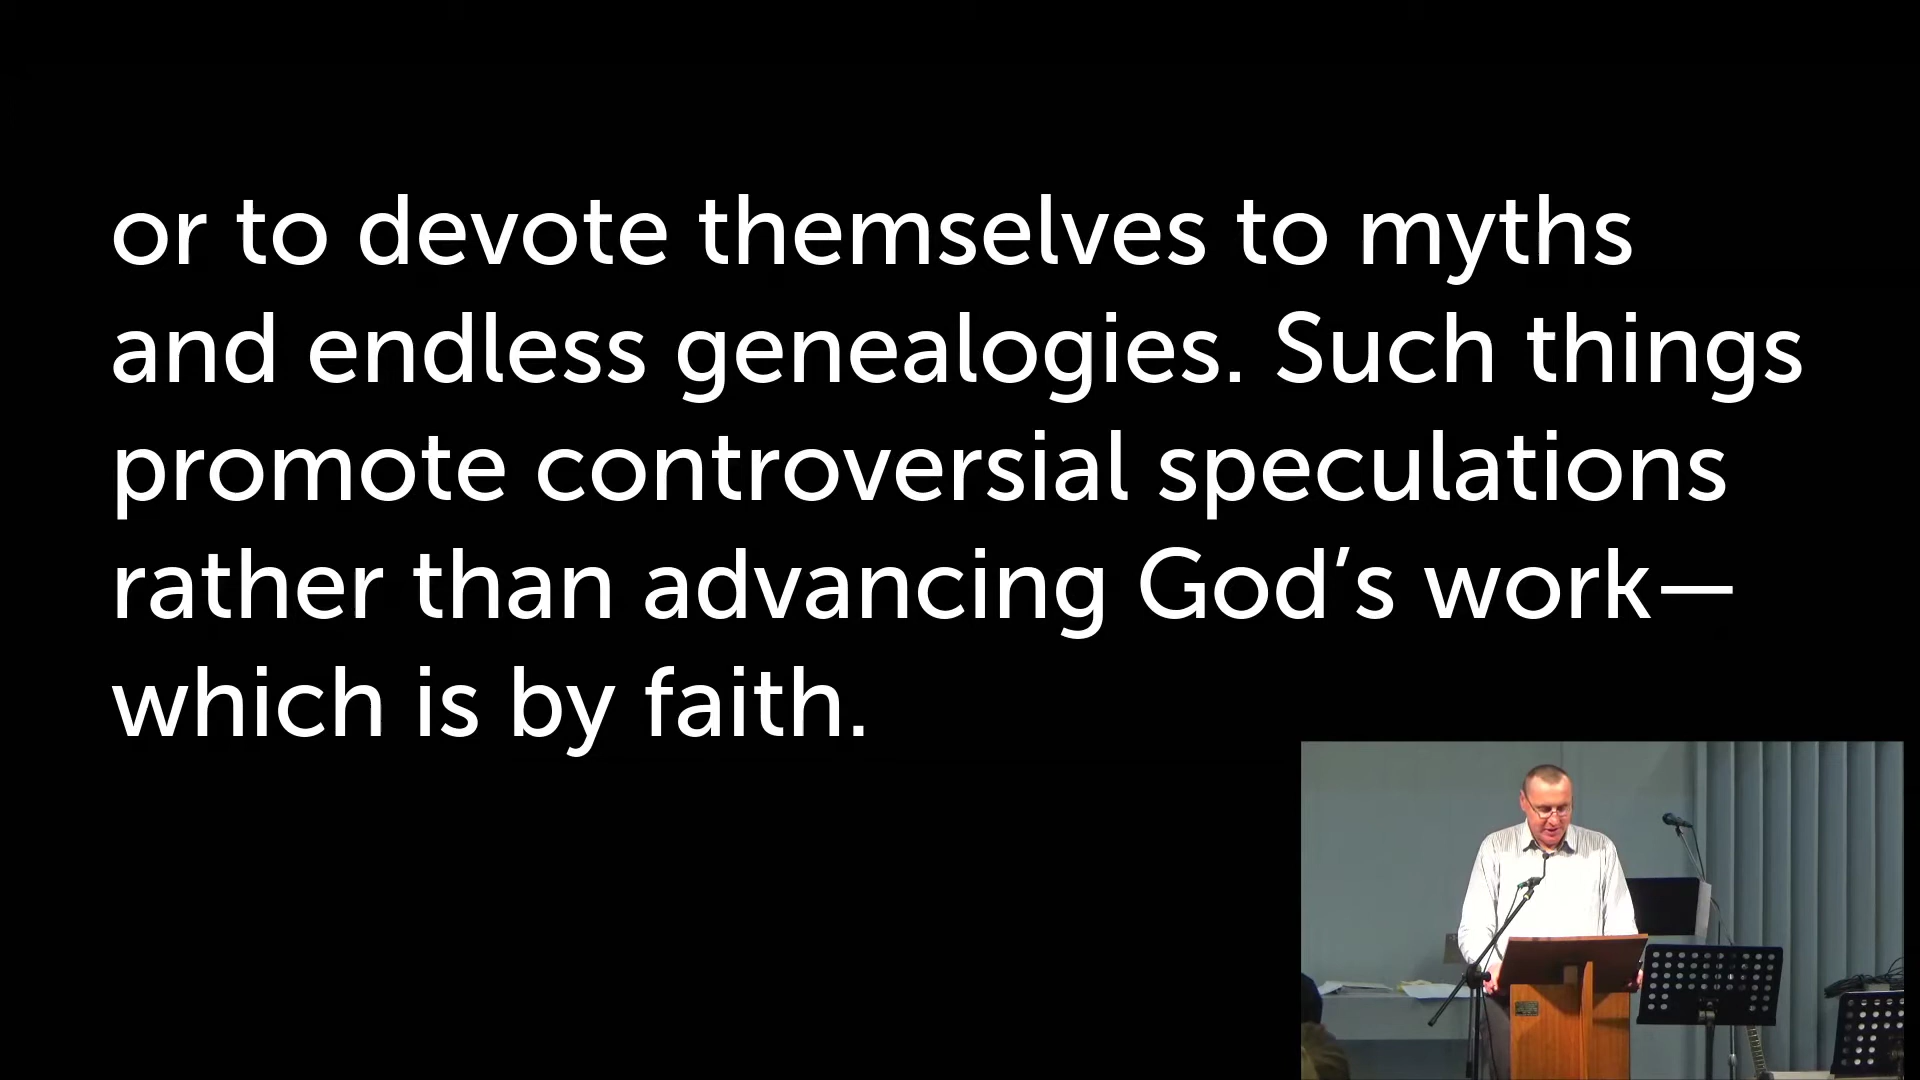 or to devote themselves to myths
and endless genealogies. Such things
promote controversial speculations
rather than advancing God’s work—
which is by faith.